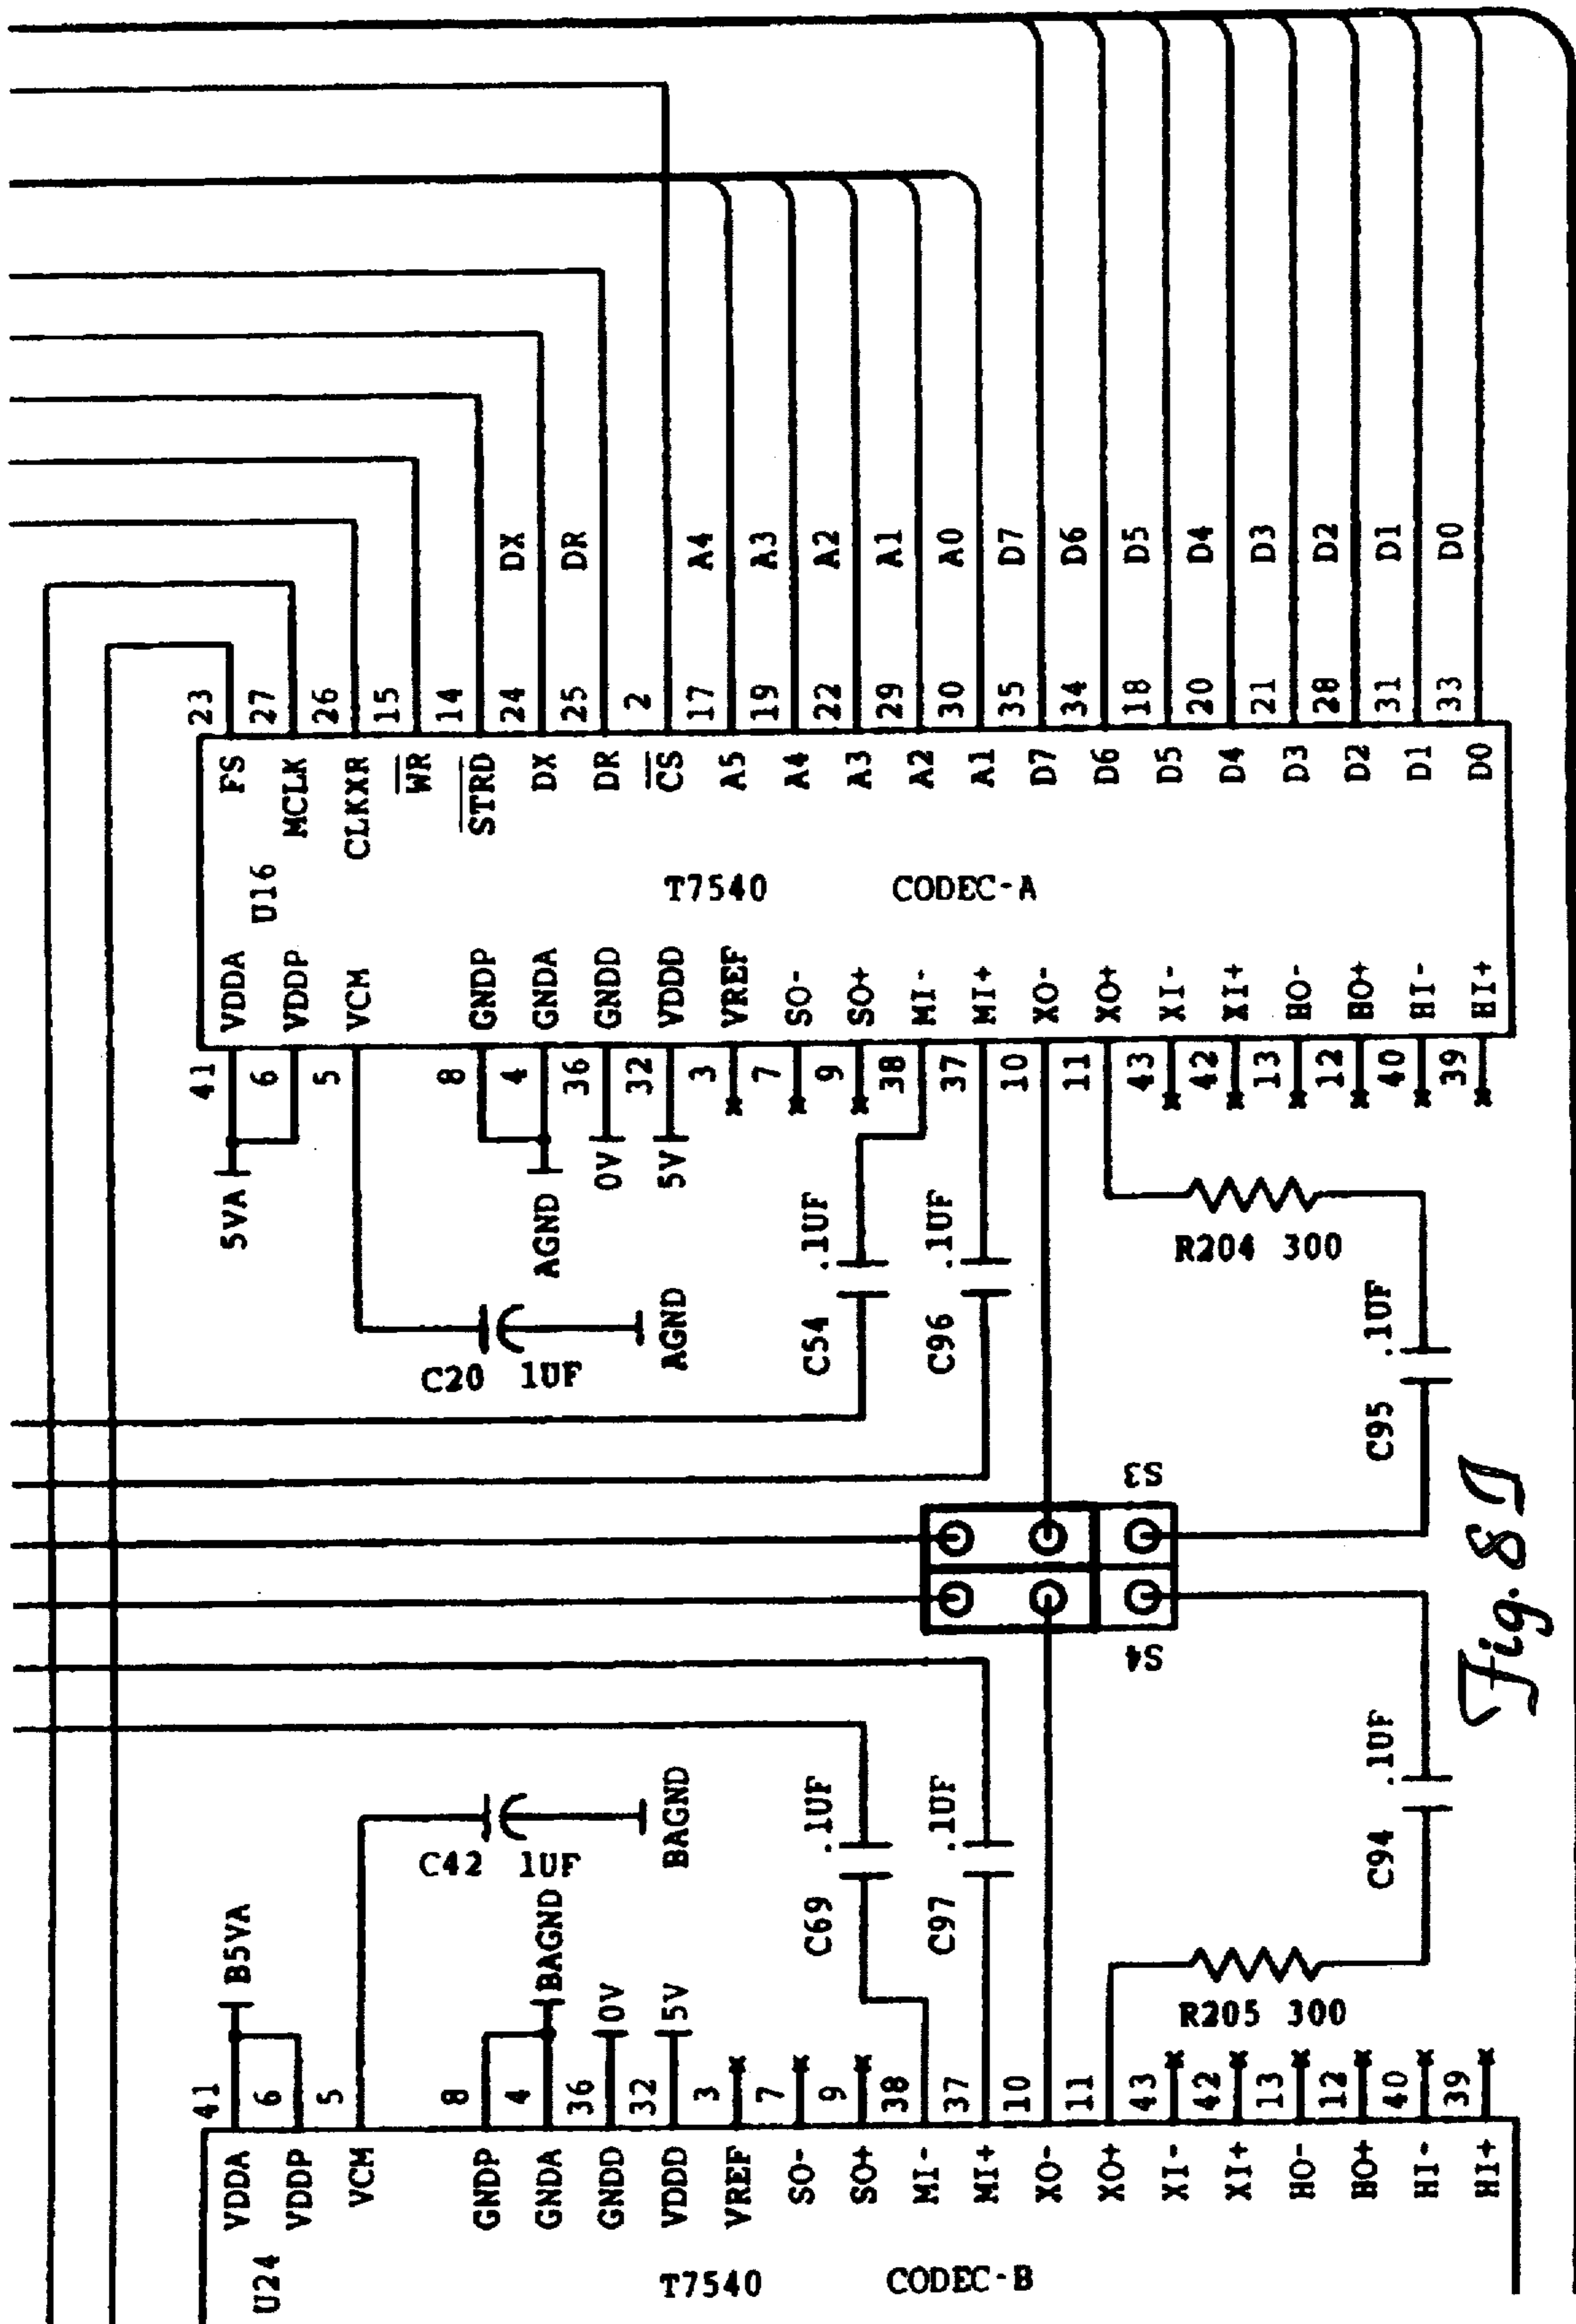 23 27 26 15 14 24 25 2 17 19 22 29 30 35 34 18 20 21 28 31 33
DX DR A4 A3 A2 A1 A0 D7 D6 D5 D4 D3 D2 D1 D0
FS MCLK CLKXR WR STRD DX DR CS A5 A4 A3 A2 A1 D7 D6 D5 D4 D3 D2 D1 D0
U16
T7540 CODEC-A
VDDA VDDP VCM GNDP GNDA GNDD VDDD VREF SO- SO+ MI- MI+ XO- XO+ XI- XI+ HO- BO+ HI- HI+
41 6 5 8 4 36 32 3 7 9 38 37 10 11 43 42 13 12 40 39
5VA
AGND
0V
5V
C20 1UF
AGND
C54 .1UF
C96 .1UF
R204 300
C95 .1UF
S3
S4
Fig. 8I
C42 1UF
BAGND
C69 .1UF
C97 .1UF
C94 .1UF
R205 300
B5VA
BAGND
0V
5V
41 6 5 8 4 36 32 3 7 9 38 37 10 11 43 42 13 12 40 39
VDDA VDDP VCM GNDP GNDA GNDD VDDD VREF SO- SO+ MI- MI+ XO- XO+ XI- XI+ HO- BO+ HI- HI+
U24
T7540 CODEC-B